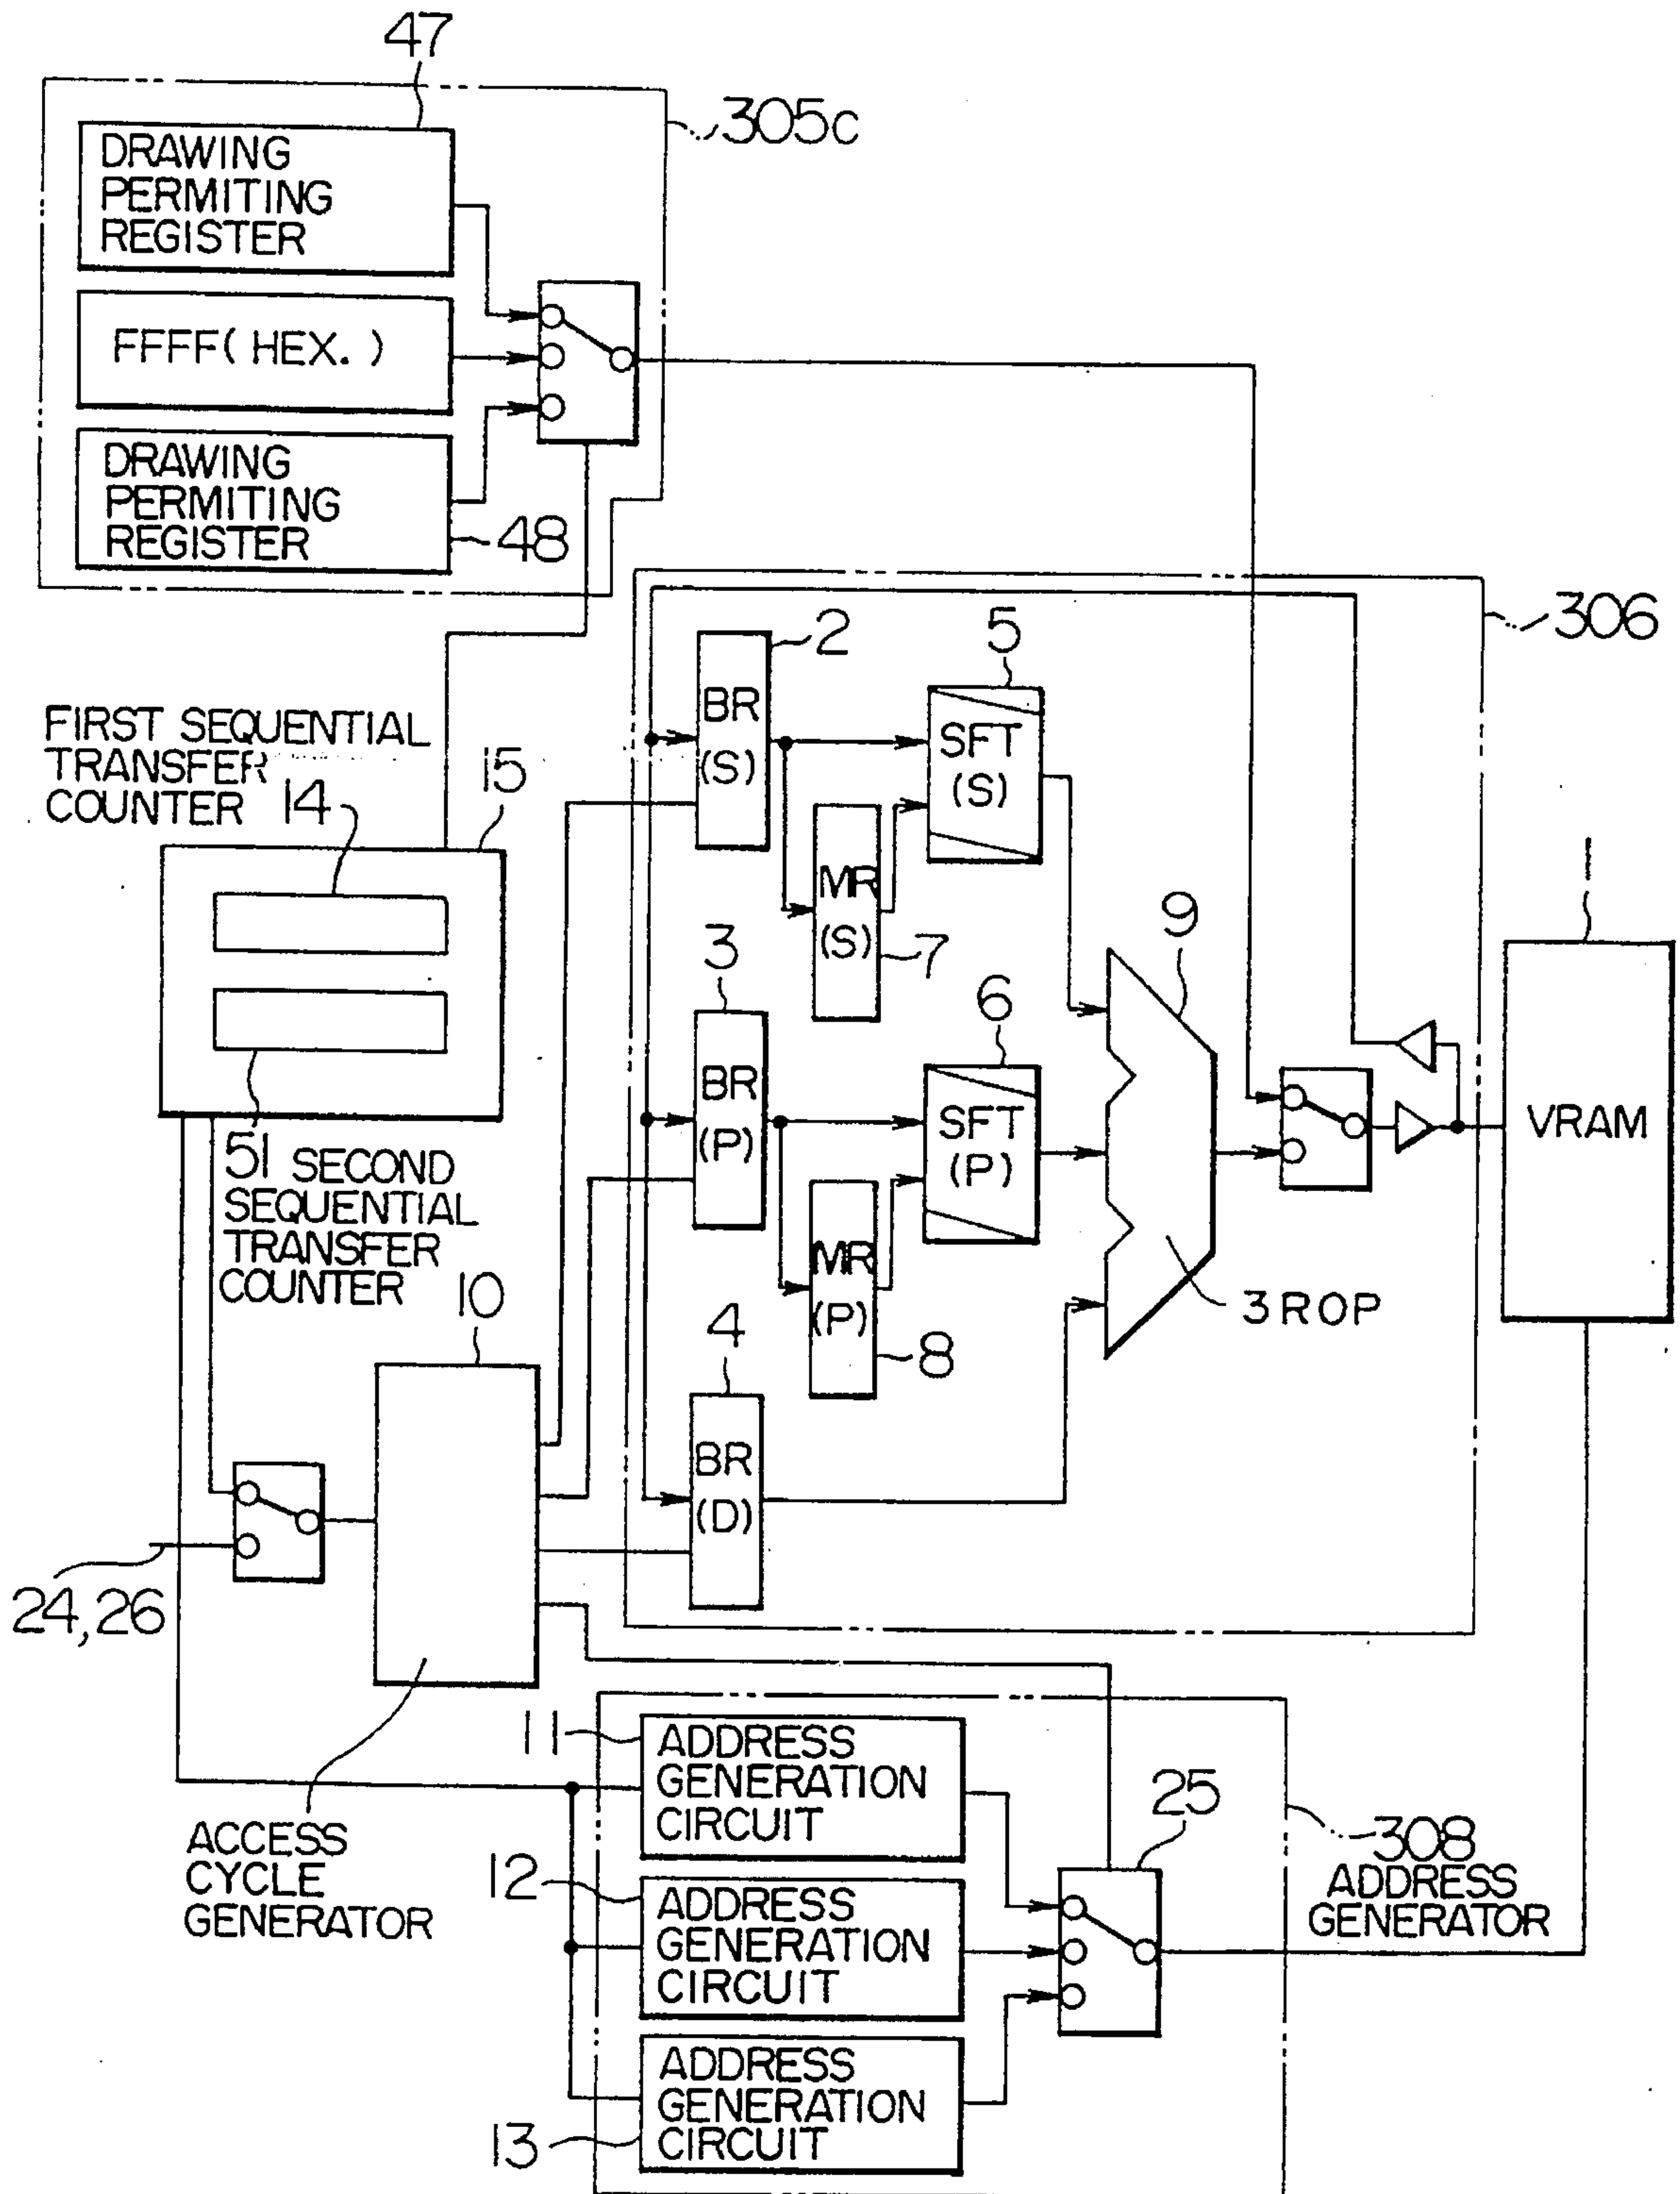 47
305c
DRAWING
PERMITING
REGISTER
FFFF( HEX. )
DRAWING
PERMITING
REGISTER
48
306
2
5
BR
(S)
SFT
(S)
FIRST SEQUENTIAL
TRANSFER
COUNTER
14
15
MR
(S)
7
1
9
3
6
BR
(P)
SFT
(P)
VRAM
51 SECOND
SEQUENTIAL
TRANSFER
COUNTER
MR
(P)
8
3 ROP
10
4
BR
(D)
24, 26
11
ADDRESS
GENERATION
CIRCUIT
25
308
ADDRESS
GENERATOR
ACCESS
CYCLE
GENERATOR
12
ADDRESS
GENERATION
CIRCUIT
13
ADDRESS
GENERATION
CIRCUIT